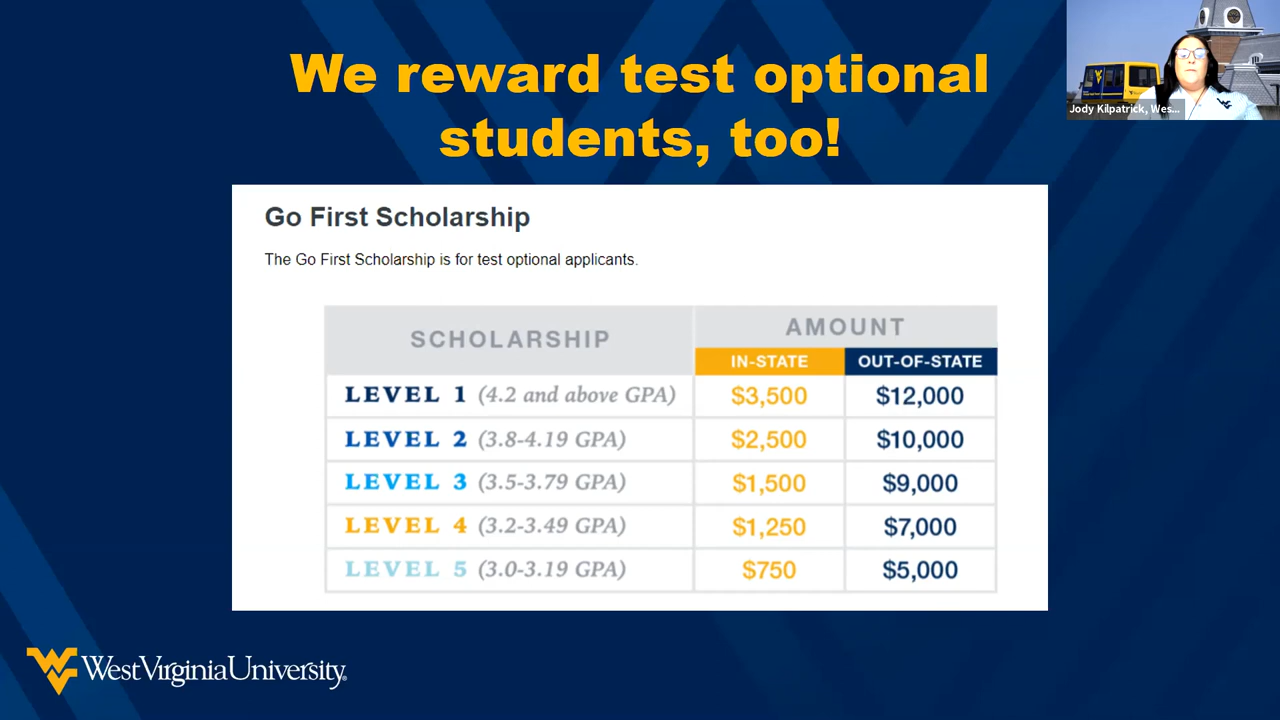 We reward test optional
students, too!
Jody Kilpatrick, Wes...
Go First Scholarship
The Go First Scholarship is for test optional applicants.
SCHOLARSHIP
AMOUNT
IN-STATE OUT-OF-STATE
LEVEL 1 (4.2 and above GPA) $3,500 $12,000
LEVEL 2 (3.8-4.19 GPA) $2,500 $10,000
LEVEL 3 (3.5-3.79 GPA) $1,500 $9,000
LEVEL 4 (3.2-3.49 GPA) $1,250 $7,000
LEVEL 5 (3.0-3.19 GPA) $750 $5,000
WestVirginiaUniversity.